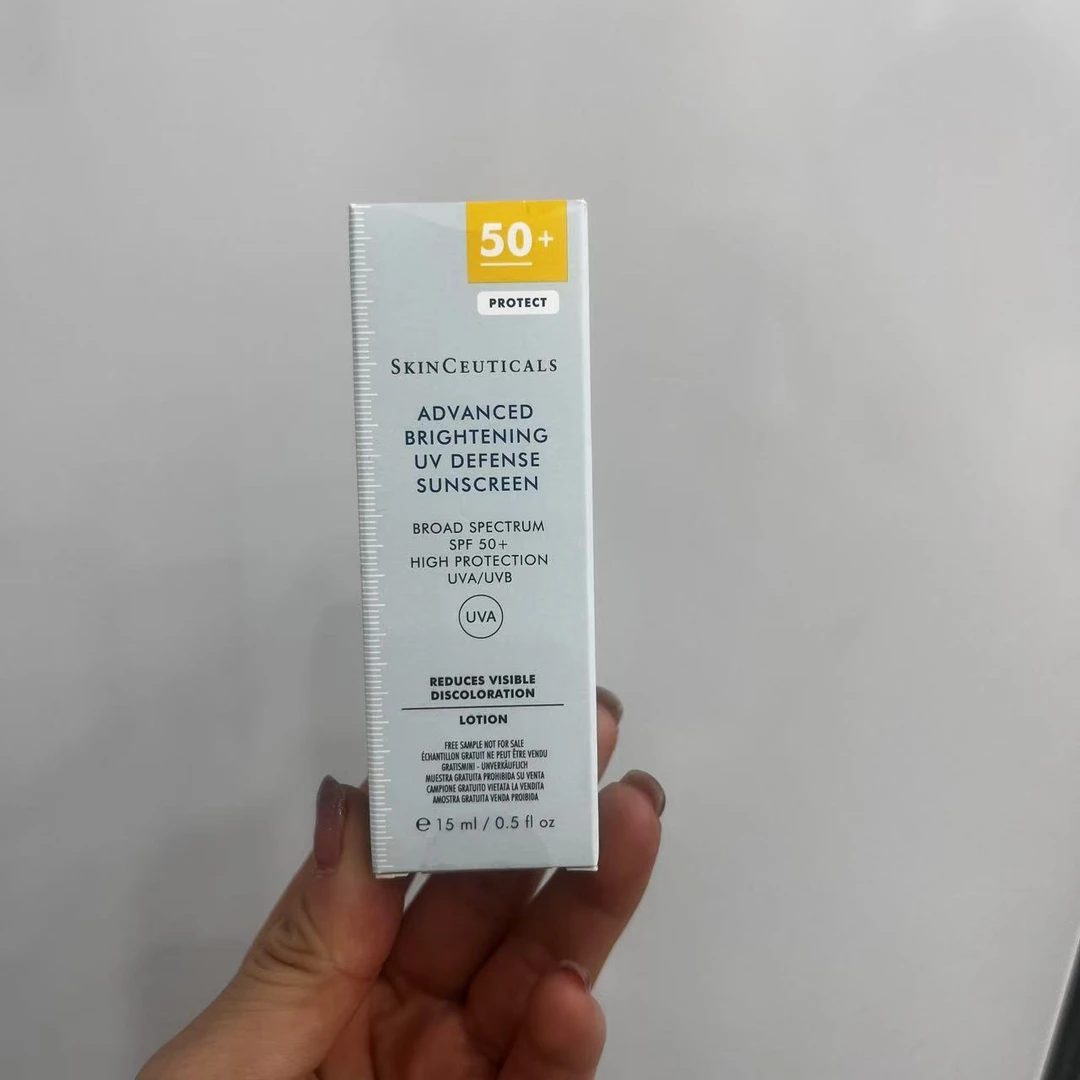 50+
PROTECT
SKINCEUTICALS
ADVANCED
BRIGHTENING
UV DEFENSE
SUNSCREEN
BROAD SPECTRUM
SPF 50+
HIGH PROTECTION
UVA/UVB
UVA
REDUCES VISIBLE
DISCOLORATION
LOTION
FREE SAMPLE NOT FOR SALE
ÉCHANTILLON GRATUIT NE PEUT ÊTRE VENDU
GRATISMINI - UNVERKÄUFLICH
MUESTRA GRATUITA PROHIBIDA SU VENTA
CAMPIONE GRATUITO VIETATA LA VENDITA
AMOSTRA GRATUITA VENDA PROIBIDA
℮ 15 ml / 0.5 fl oz